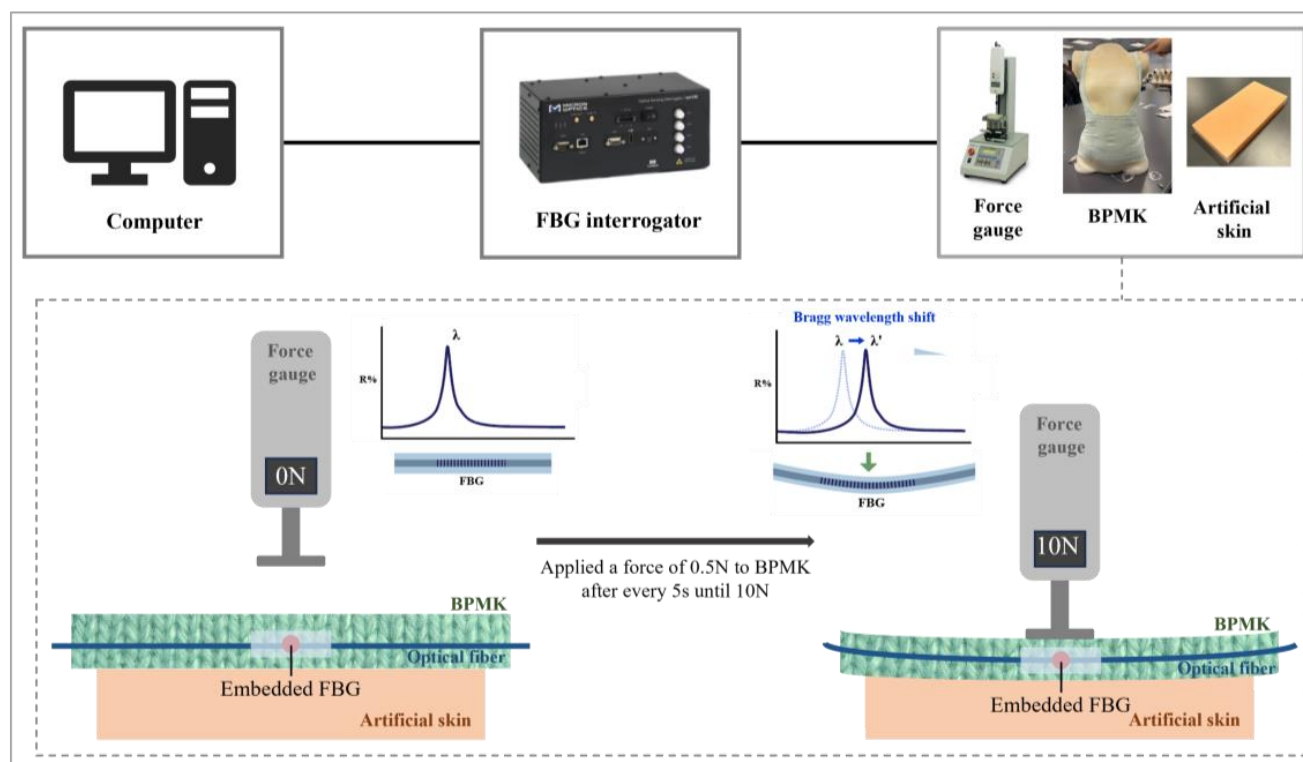 MICRON
OPTICS
Computer
FBG interrogator
Force
gauge
BPMK
Artificial
skin
Force
gauge
0N
λ
R%
FBG
Bragg wavelength shift
λ λ'
R%
FBG
Force
gauge
10N
Applied a force of 0.5N to BPMK
after every 5s until 10N
BPMK
Optical fiber
Embedded FBG
Artificial skin
BPMK
Optical fiber
Embedded FBG
Artificial skin